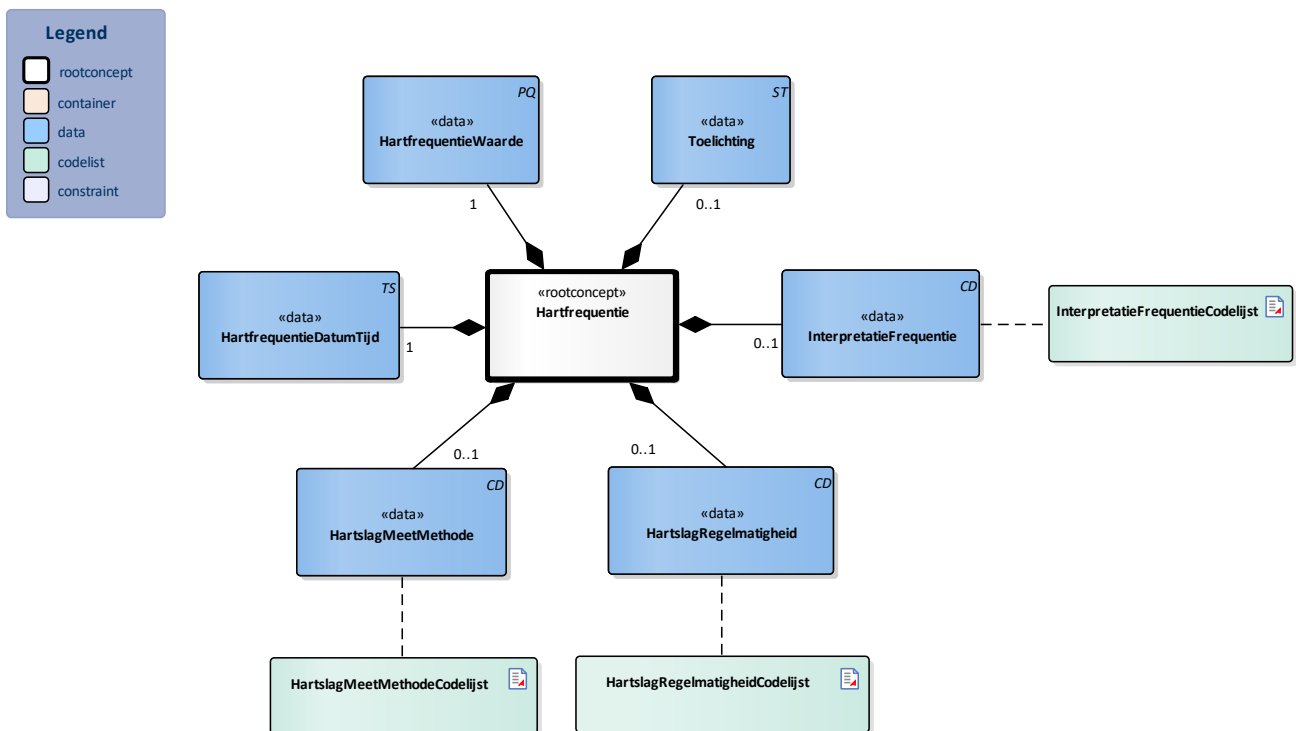 Legend
rootconcept
container
data
codelist
constraint
PQ
«data»
HartfrequentieWaarde
1
ST
«data»
Toelichting
0..1
TS
«data»
HartfrequentieDatumTijd
1
«rootconcept»
Hartfrequentie
CD
«data»
InterpretatieFrequentie
0..1
InterpretatieFrequentieCodelijst
0..1
CD
«data»
HartslagMeetMethode
0..1
CD
«data»
HartslagRegelmatigheid
HartslagMeetMethodeCodelijst
HartslagRegelmatigheidCodelijst